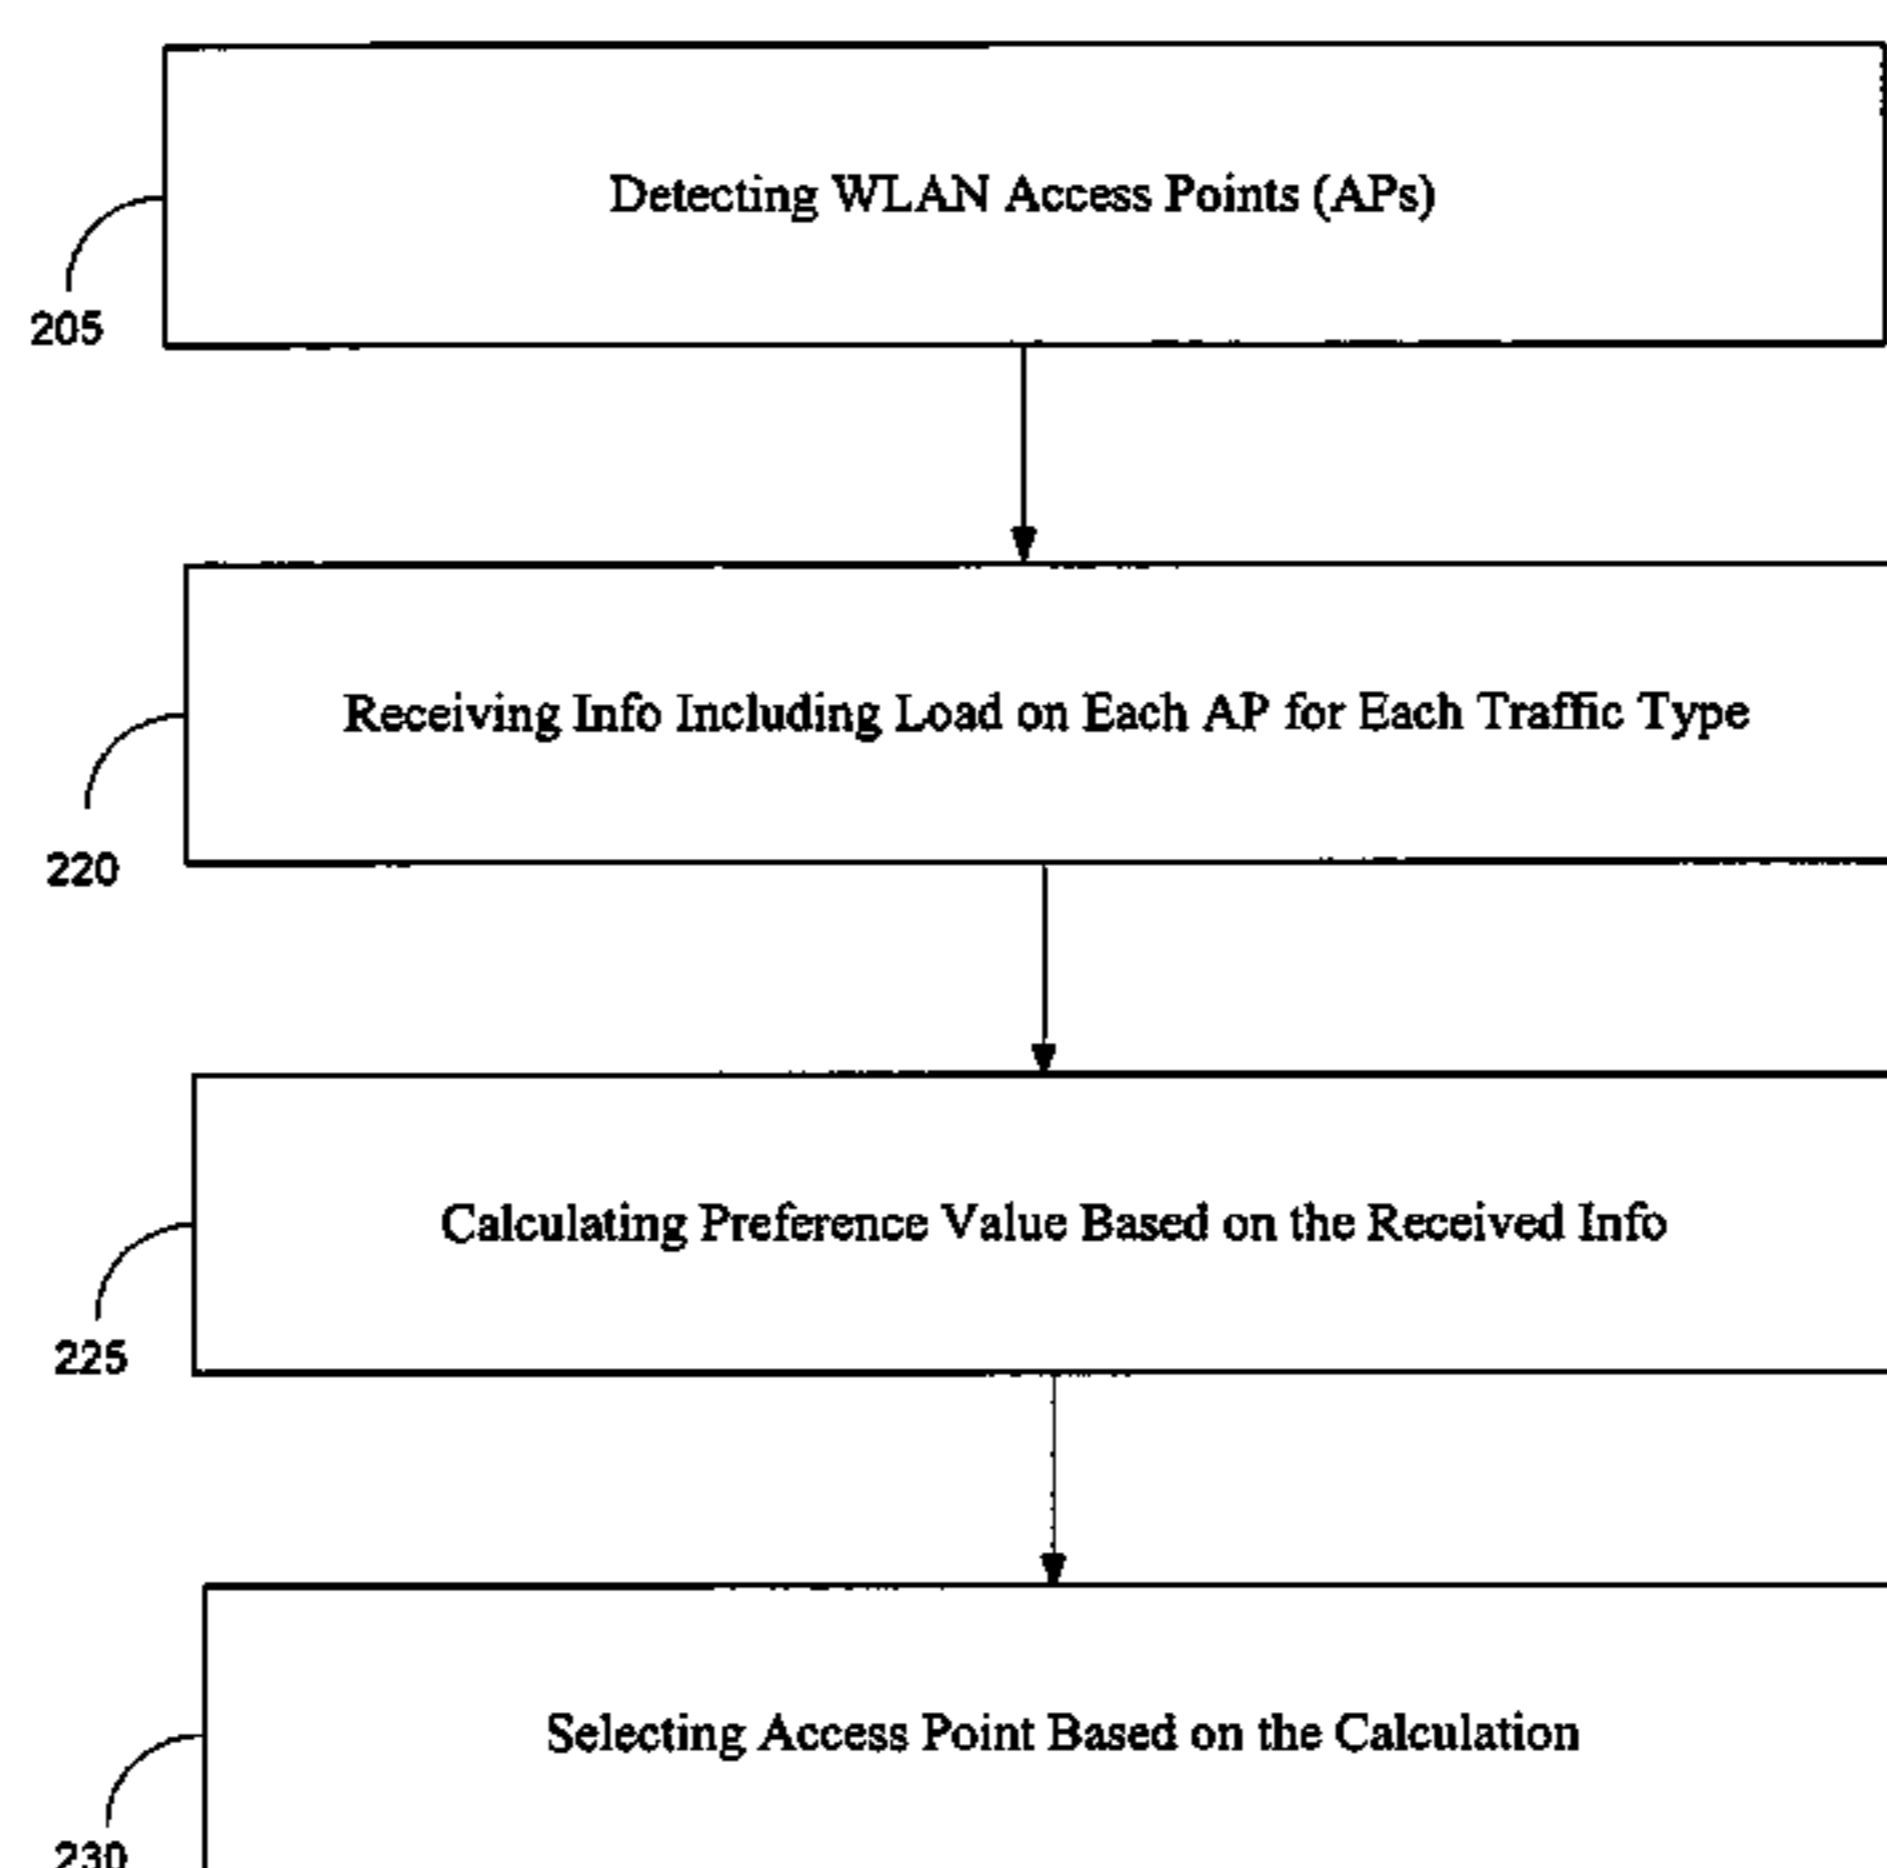 Detecting WLAN Access Points (APs)
205
Receiving Info Including Load on Each AP for Each Traffic Type
220
Calculating Preference Value Based on the Received Info
225
Selecting Access Point Based on the Calculation
230